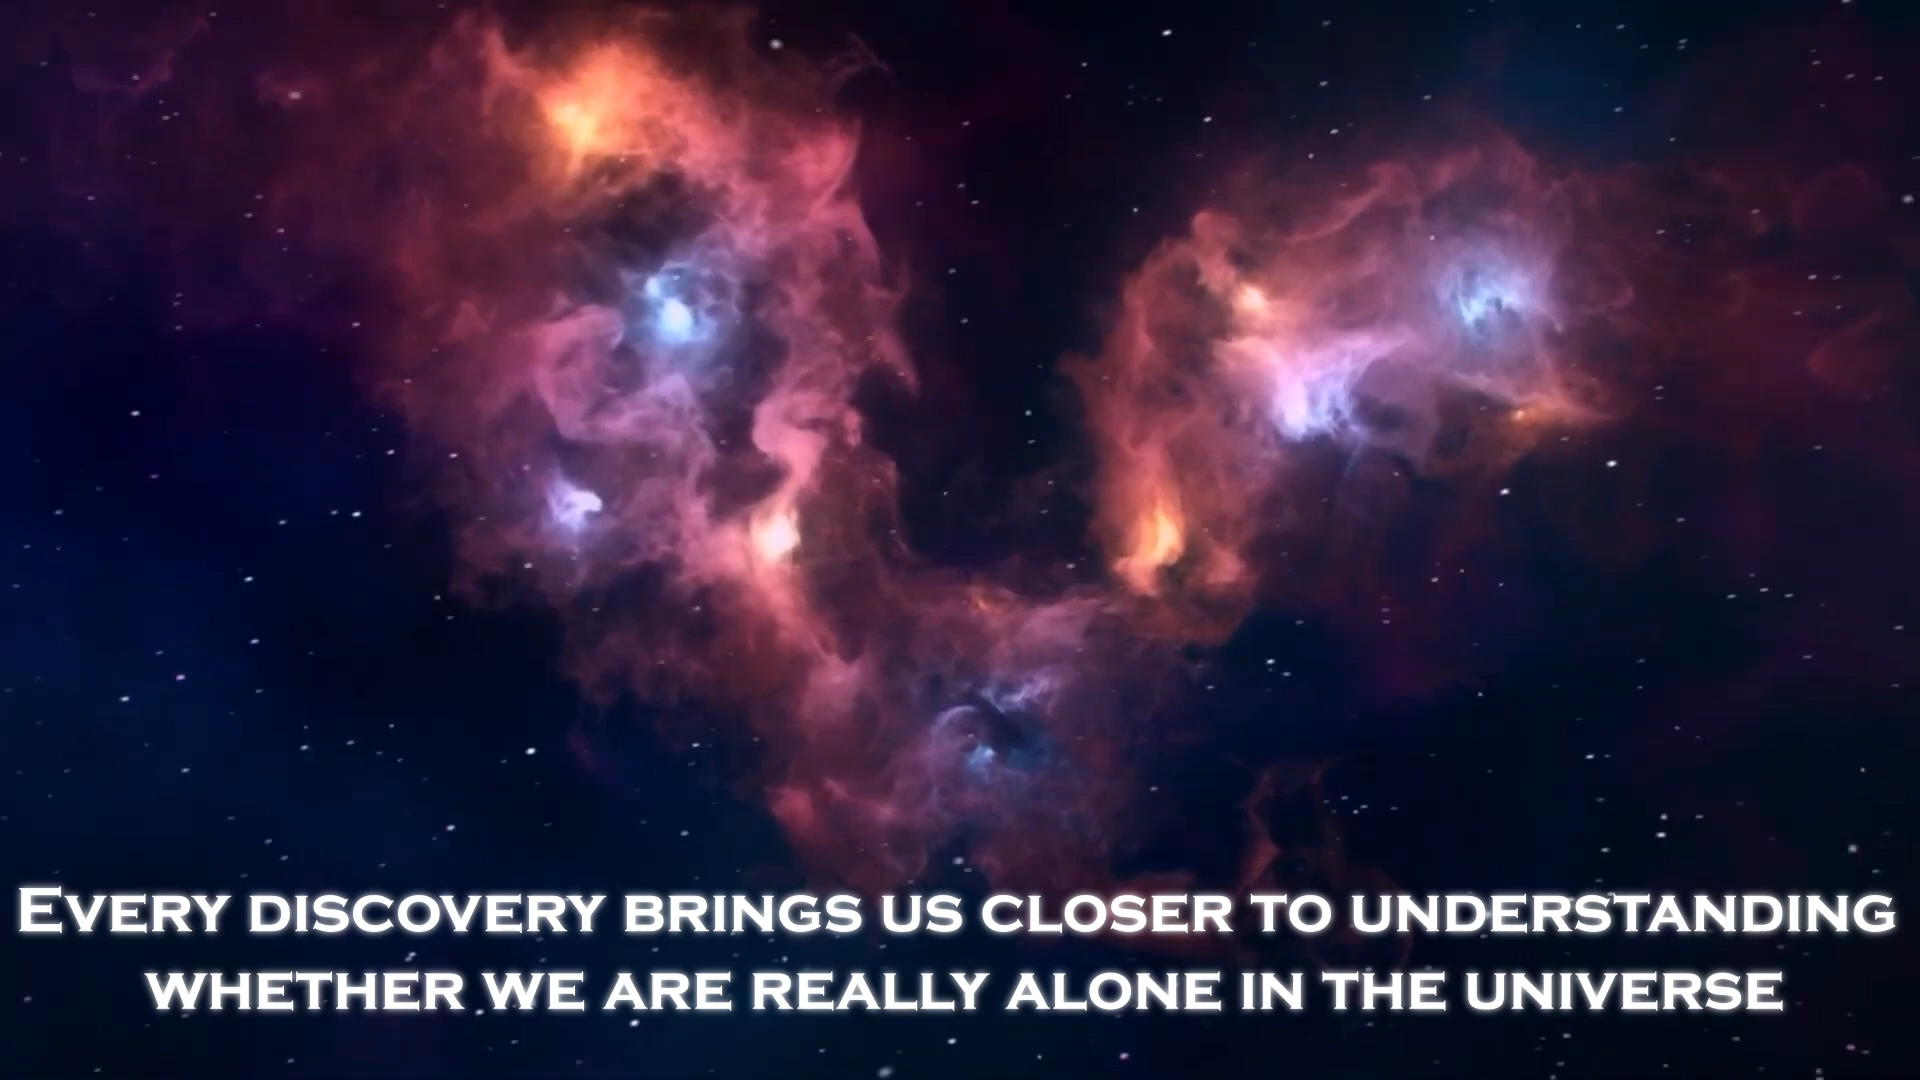 Every discovery brings us closer to understanding
whether we are really alone in the universe